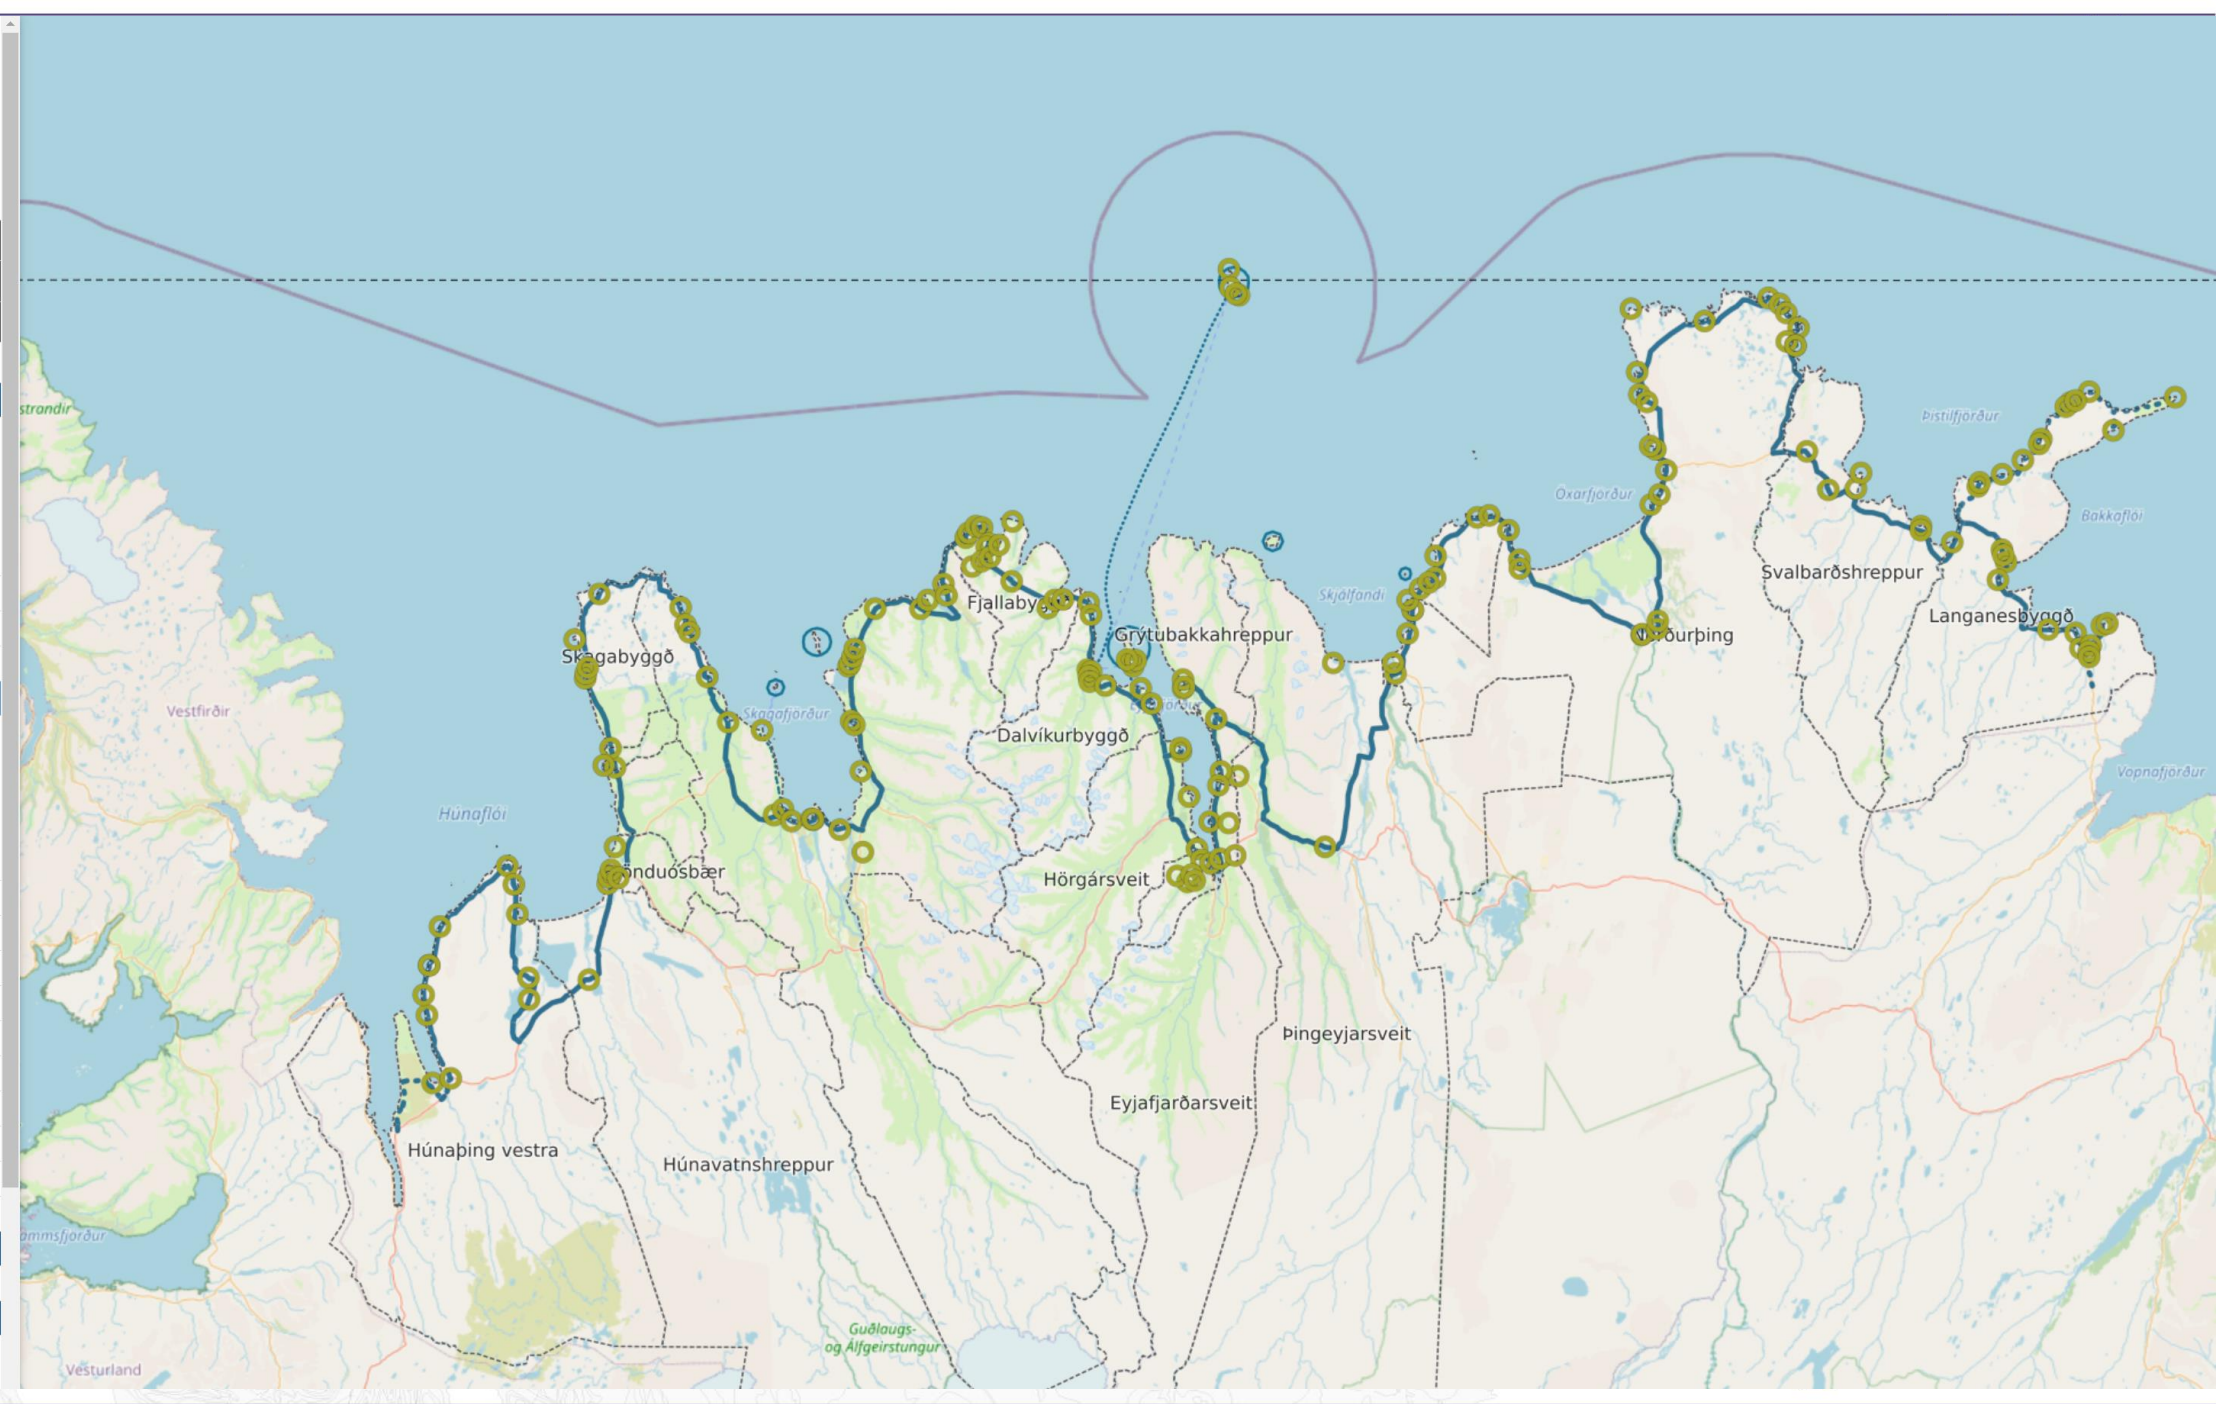 strandir
Þistilfjörður
Öxarfjörður
Bakkaflói
Svalbarðshreppur
Skjálfandi
Fjallaby
Langanesbyggð
Grýtubakkahreppur
Skagabyggð
Vestfirðir
Skagafjörður
Dalvíkurbyggð
Vopnafjörður
Húnaflói
Hörgársveit
Þingeyjarsveit
Eyjafjarðarsveit
Húnaþing vestra
Húnavatnshreppur
ammsfjörður
Guðlaugs-
og Álfgeirstungur
Vesturland